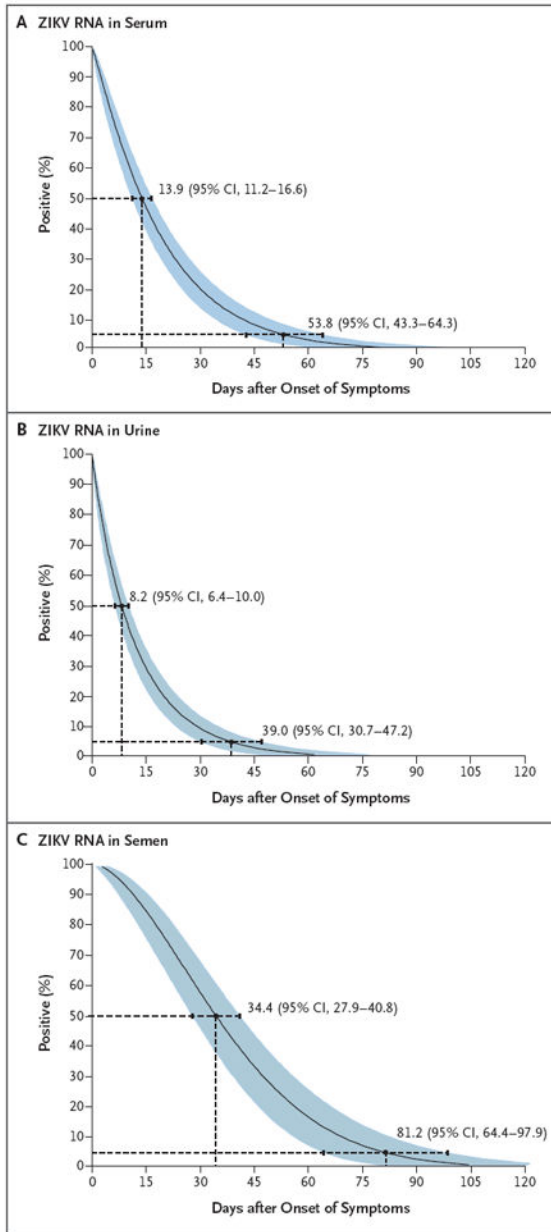 A ZIKV RNA in Serum
100
90
80
70
60
50
40
30
20
10
0
Positive (%)
13.9 (95% CI, 11.2–16.6)
53.8 (95% CI, 43.3–64.3)
0 15 30 45 60 75 90 105 120
Days after Onset of Symptoms
B ZIKV RNA in Urine
100
90
80
70
60
50
40
30
20
10
0
Positive (%)
8.2 (95% CI, 6.4–10.0)
39.0 (95% CI, 30.7–47.2)
0 15 30 45 60 75 90 105 120
Days after Onset of Symptoms
C ZIKV RNA in Semen
100
90
80
70
60
50
40
30
20
10
0
Positive (%)
34.4 (95% CI, 27.9–40.8)
81.2 (95% CI, 64.4–97.9)
0 15 30 45 60 75 90 105 120
Days after Onset of Symptoms